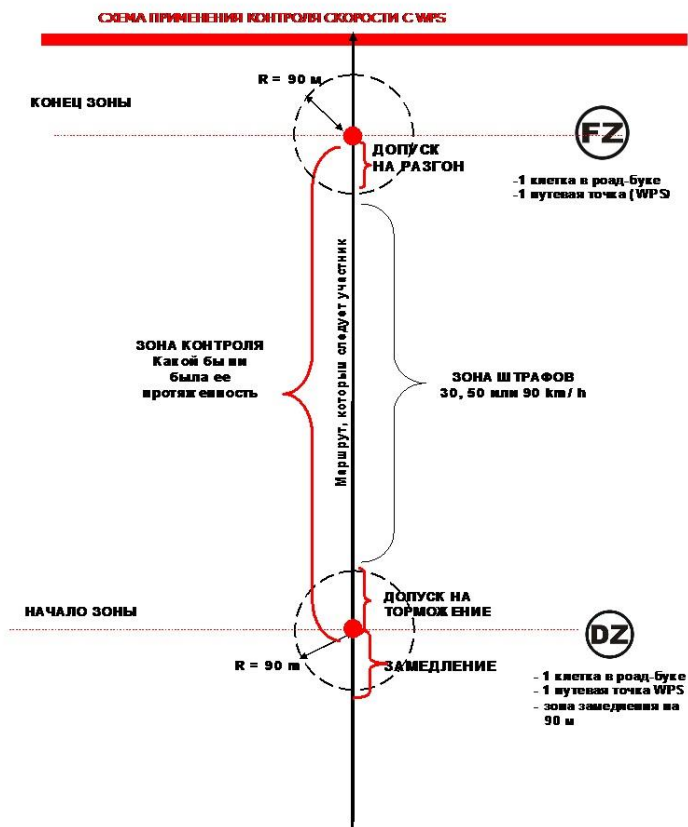 СХЕМА ПРИМЕНЕНИЯ КОНТРОЛЯ СКОРОСТИ С WPS
R = 90 м
КОНЕЦ ЗОНЫ
FZ
ДОПУСК
НА РАЗГОН
-1 клетка в роад-буке
-1 путевая точка (WPS)
Маршрут, которым следует участник
ЗОНА КОНТРОЛЯ
Какой бы ни
была ее
протяженность
ЗОНА ШТРАФОВ
30, 50 или 90 km/ h
НАЧАЛО ЗОНЫ
ДОПУСК НА
ТОРМОЖЕНИЕ
DZ
R = 90 m
ЗАМЕДЛЕНИЕ
- 1 клетка в роад-буке
- 1 путевая точка WPS
- зона замедления на
90 м